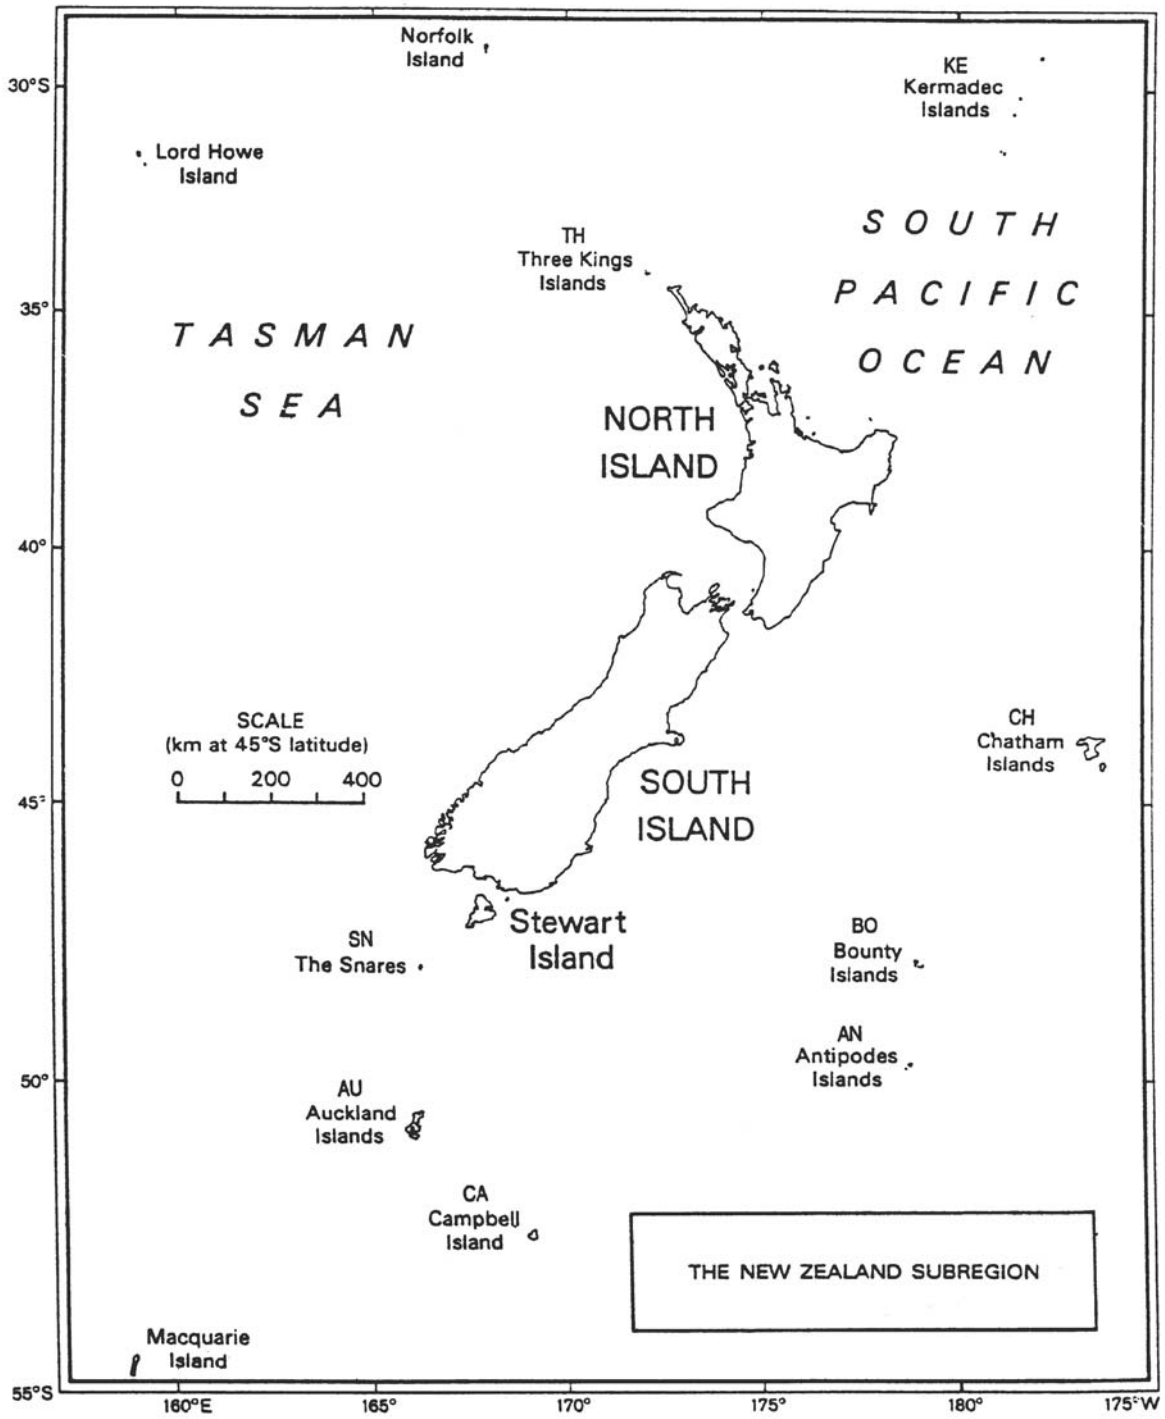 Norfolk
Island
KE
Kermadec
Islands
30°S
Lord Howe
Island
SOUTH
PACIFIC
OCEAN
TH
Three Kings
Islands
35°
TASMAN
SEA
NORTH
ISLAND
40°
SCALE
(km at 45°S latitude)
0 200 400
CH
Chatham
Islands
45°
SOUTH
ISLAND
Stewart
Island
SN
The Snares
BO
Bounty
Islands
AN
Antipodes
Islands
50°
AU
Auckland
Islands
CA
Campbell
Island
THE NEW ZEALAND SUBREGION
Macquarie
Island
55°S
160°E 165° 170° 175° 180° 175°W